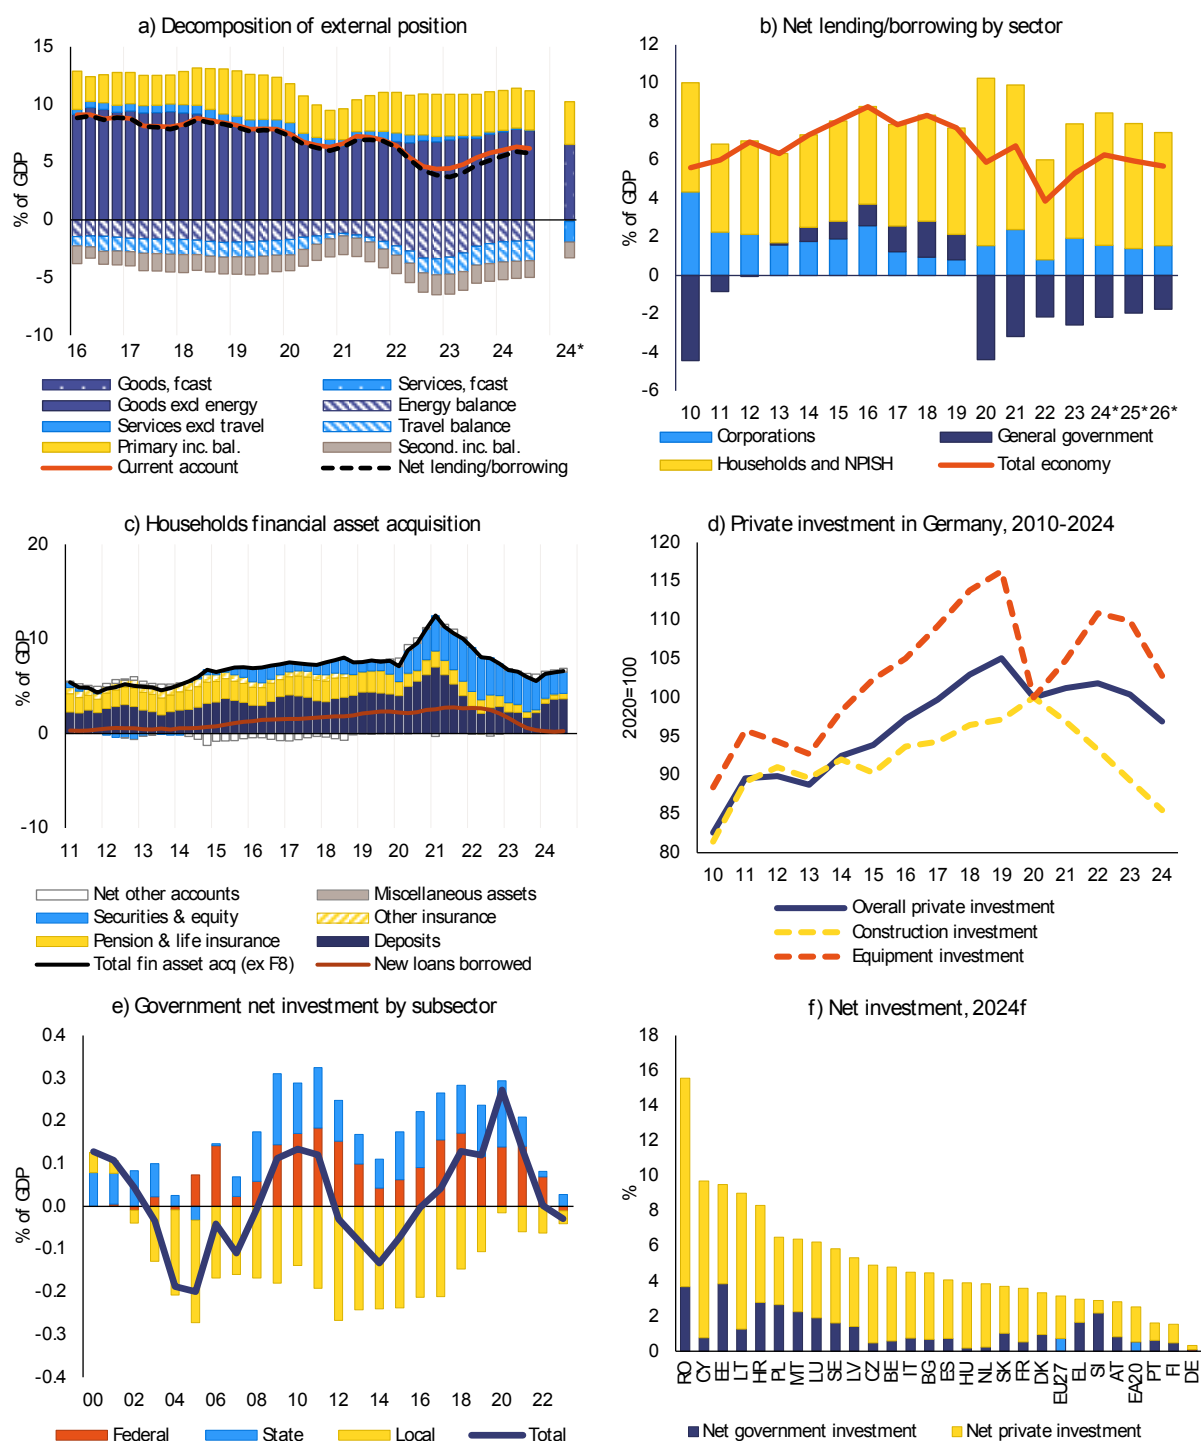 a) Decomposition of external position
15
10
5
0
-5
-10
% of GDP
16 17 18 19 20 21 22 23 24 24*
Goods, fcast
Services, fcast
Goods excl energy
Energy balance
Services excl travel
Travel balance
Primary inc. bal.
Second. inc. bal.
Current account
Net lending/borrowing
b) Net lending/borrowing by sector
12
10
8
6
4
2
0
-2
-4
-6
% of GDP
10 11 12 13 14 15 16 17 18 19 20 21 22 23 24* 25* 26*
Corporations
General government
Households and NPISH
Total economy
c) Households financial asset acquisition
20
10
0
-10
% of GDP
11 12 13 14 15 16 17 18 19 20 21 22 23 24
Net other accounts
Miscellaneous assets
Securities & equity
Other insurance
Pension & life insurance
Deposits
Total fin asset acq (ex F8)
New loans borrowed
d) Private investment in Germany, 2010-2024
120
115
110
105
100
95
90
85
80
2020=100
10 11 12 13 14 15 16 17 18 19 20 21 22 23 24
Overall private investment
Construction investment
Equipment investment
e) Government net investment by subsector
0.4
0.3
0.2
0.1
0.0
-0.1
-0.2
-0.3
-0.4
% of GDP
00 02 04 06 08 10 12 14 16 18 20 22
Federal
State
Local
Total
f) Net investment, 2024f
18
16
14
12
10
8
6
4
2
0
%
RO CY EE LT HR PL MT LU SE LV CZ BE IT BG ES HU NL SK FR DK EU27 EL SI AT EA20 PT FI DE
Net government investment
Net private investment